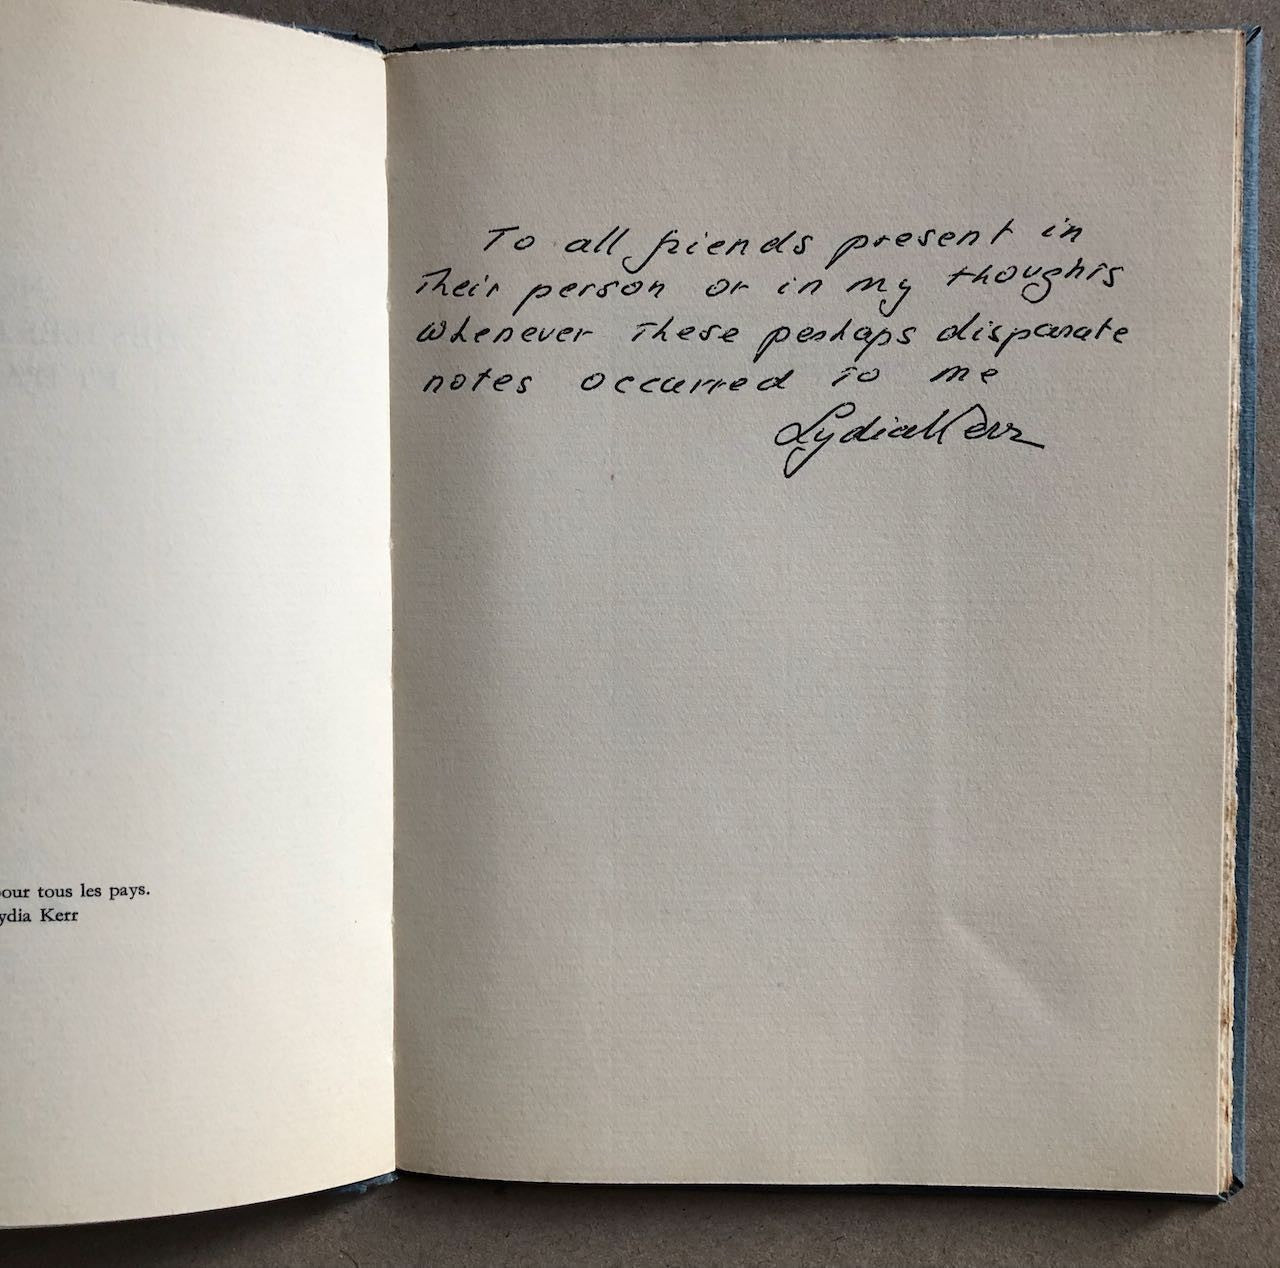 pour tous les pays.
Lydia Kerr
To all friends present in
their person or in my thoughts
whenever these perhaps disparate
notes occurred to me
Lydia Kerr